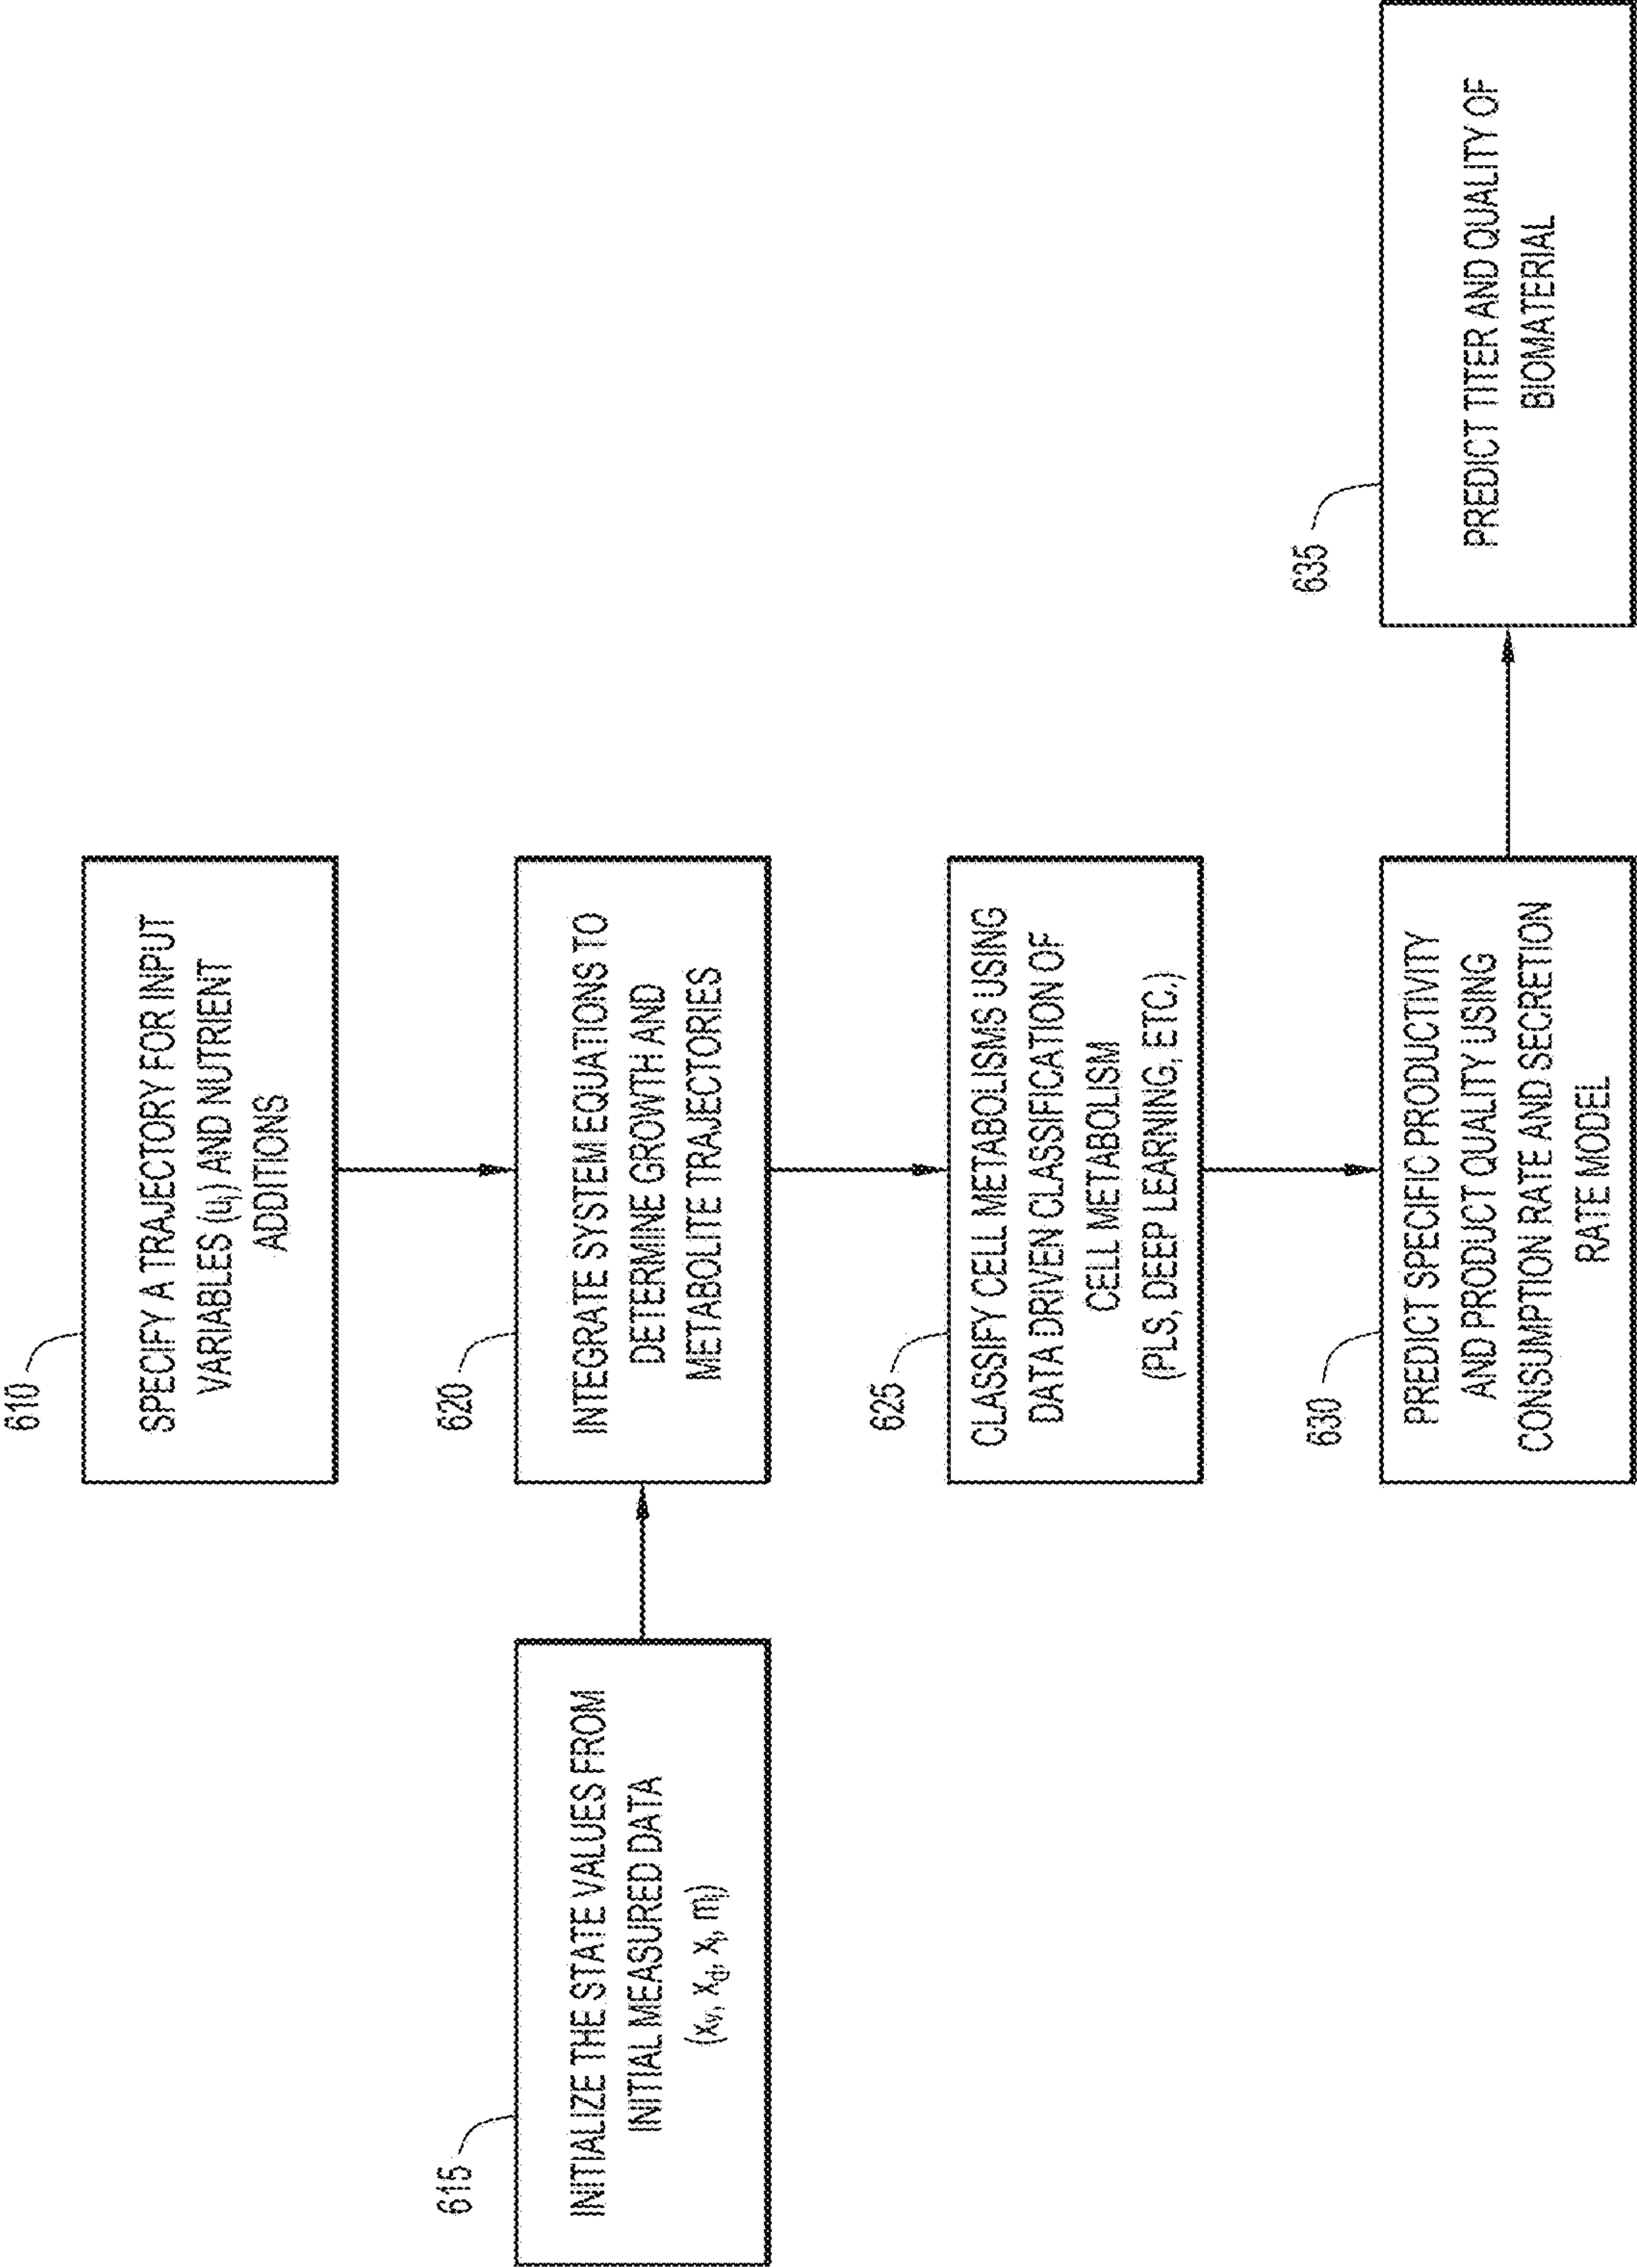 610
SPECIFY A TRAJECTORY FOR INPUT
VARIABLES (uⱼ) AND NUTRIENT
ADDITIONS
615
INITIALIZE THE STATE VALUES FROM
INITIAL MEASURED DATA
(xᵥ, x_d, xₗ, mᵢ)
620
INTEGRATE SYSTEM EQUATIONS TO
DETERMINE GROWTH AND
METABOLITE TRAJECTORIES
625
CLASSIFY CELL METABOLISMS USING
DATA DRIVEN CLASSIFICATION OF
CELL METABOLISM
(PLS, DEEP LEARNING, ETC.)
630
PREDICT SPECIFIC PRODUCTIVITY
AND PRODUCT QUALITY USING
CONSUMPTION RATE AND SECRETION
RATE MODEL
635
PREDICT TITER AND QUALITY OF
BIOMATERIAL